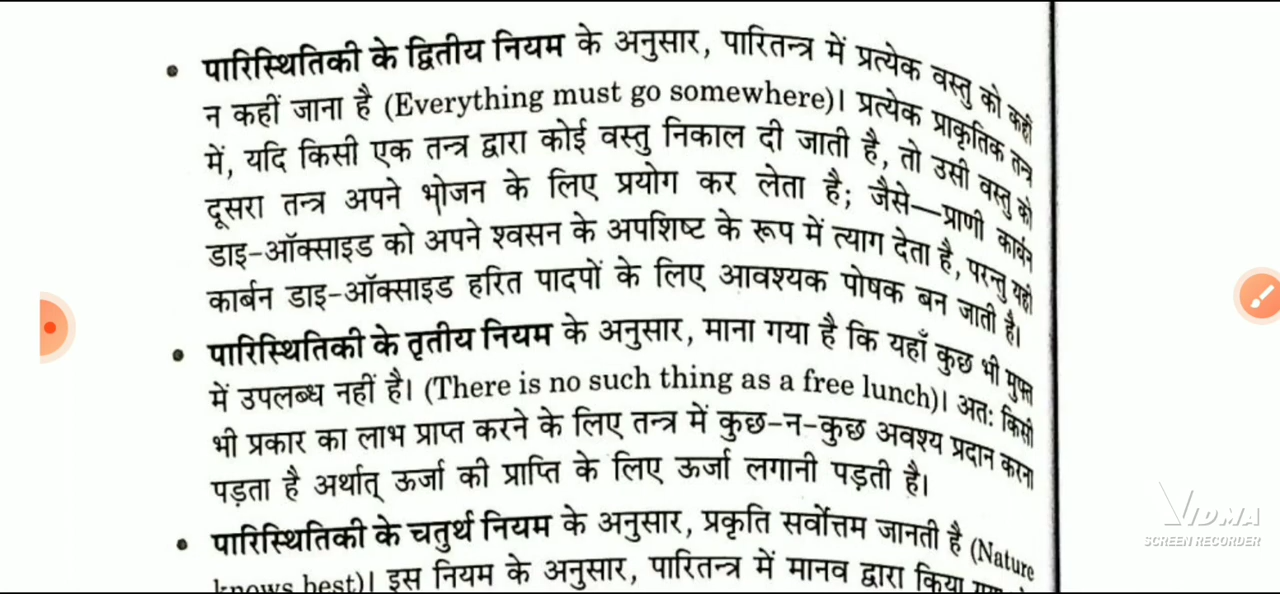 • पारिस्थितिकी के द्वितीय नियम के अनुसार, पारितन्त्र में प्रत्येक वस्तु को कहीं
न कहीं जाना है (Everything must go somewhere)। प्रत्येक प्राकृतिक तन्त्र
में, यदि किसी एक तन्त्र द्वारा कोई वस्तु निकाल दी जाती है, तो उसी वस्तु को
दूसरा तन्त्र अपने भोजन के लिए प्रयोग कर लेता है; जैसे—प्राणी कार्बन
डाइ-ऑक्साइड को अपने श्वसन के अपशिष्ट के रूप में त्याग देता है, परन्तु यही
कार्बन डाइ-ऑक्साइड हरित पादपों के लिए आवश्यक पोषक बन जाती है।
• पारिस्थितिकी के तृतीय नियम के अनुसार, माना गया है कि यहाँ कुछ भी मुफ्त
में उपलब्ध नहीं है। (There is no such thing as a free lunch)। अत: किसी
भी प्रकार का लाभ प्राप्त करने के लिए तन्त्र में कुछ-न-कुछ अवश्य प्रदान करना
पड़ता है अर्थात् ऊर्जा की प्राप्ति के लिए ऊर्जा लगानी पड़ती है।
• पारिस्थितिकी के चतुर्थ नियम के अनुसार, प्रकृति सर्वोत्तम जानती है (Nature
knows best)। इस नियम के अनुसार, पारितन्त्र में मानव द्वारा किया
VIDMA
SCREEN RECORDER